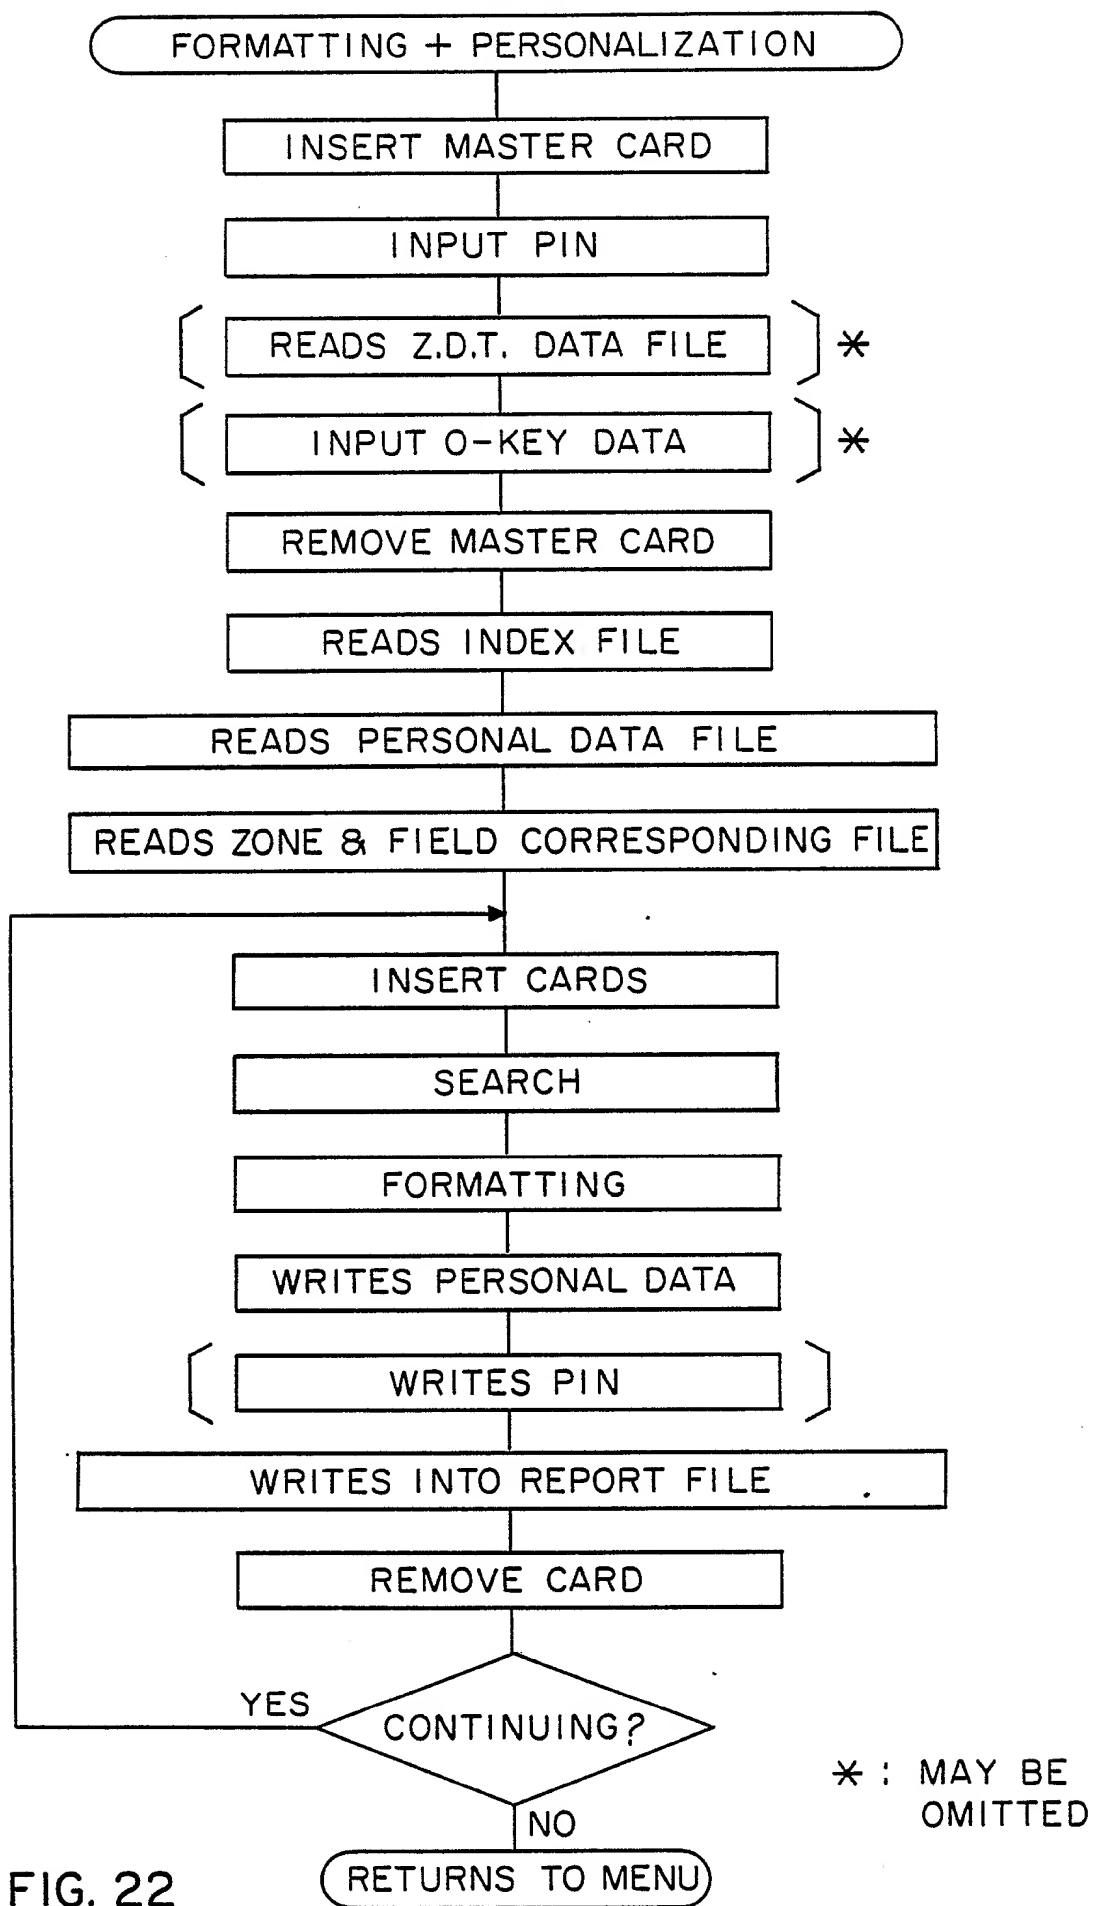 FORMATTING + PERSONALIZATION
INSERT MASTER CARD
INPUT PIN
READS Z.D.T. DATA FILE *
INPUT O-KEY DATA *
REMOVE MASTER CARD
READS INDEX FILE
READS PERSONAL DATA FILE
READS ZONE & FIELD CORRESPONDING FILE
INSERT CARDS
SEARCH
FORMATTING
WRITES PERSONAL DATA
WRITES PIN
WRITES INTO REPORT FILE
REMOVE CARD
YES
CONTINUING?
* : MAY BE
OMITTED
NO
RETURNS TO MENU
FIG. 22